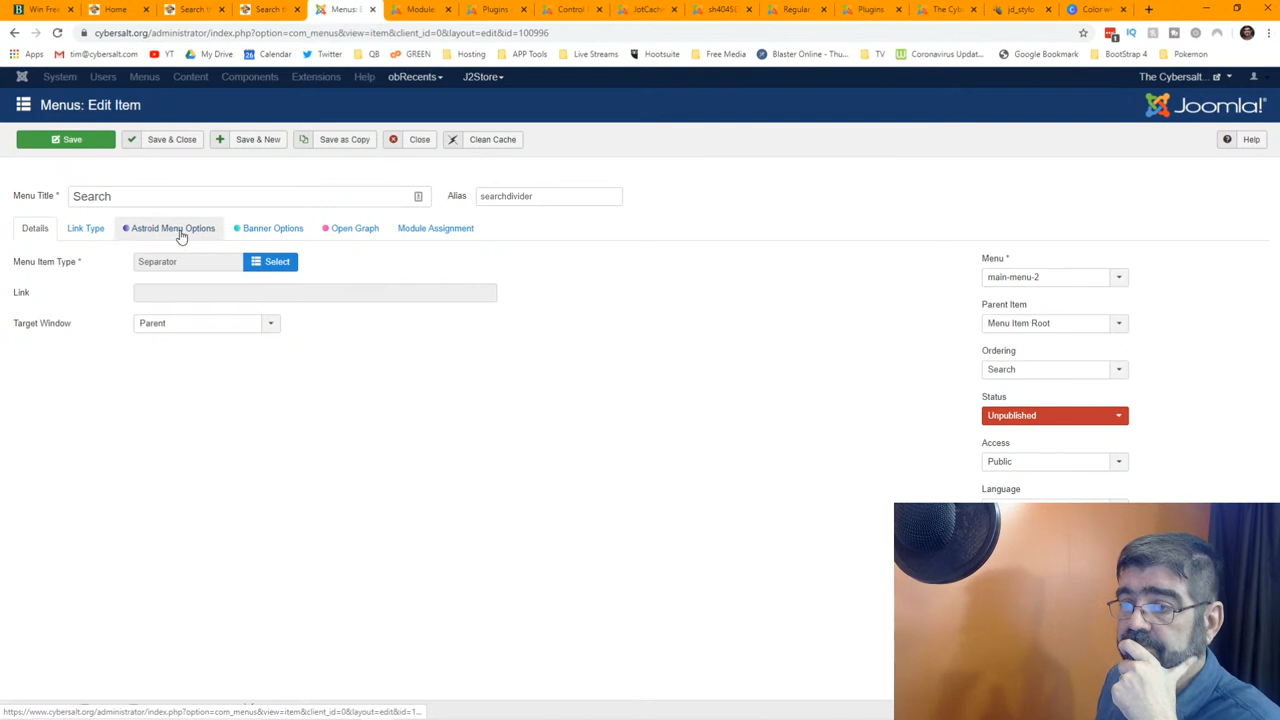 Win Free
Home
Search th
Search th
Menus: E
Module:
Plugins -
Control
JotCache
sh404SE
Regular
Plugins
The Cy
jd_stylo
Color w
cybersalt.org/administrator/index.php?option=com_menus&view=item&client_id=0&layout=edit&id=100996
Apps tim@cybersalt.com YT My Drive Calendar Twitter QB GREEN Hosting APP Tools Live Streams Hootsuite Free Media Blaster Online - Thu... TV Coronavirus Updat... Google Bookmark BootStrap 4 Pokemon
System Users Menus Content Components Extensions Help obRecents J2Store The Cybersalt...
Menus: Edit Item Joomla!
Save Save & Close Save & New Save as Copy Close Clean Cache Help
Menu Title * Search Alias searchdivider
Details Link Type Astroid Menu Options Banner Options Open Graph Module Assignment
Menu Item Type * Separator Select
Link
Target Window Parent
Menu *
main-menu-2
Parent Item
Menu Item Root
Ordering
Search
Status
Unpublished
Access
Public
Language
https://www.cybersalt.org/administrator/index.php?option=com_menus&view=item&client_id=0&layout=edit&id=1...